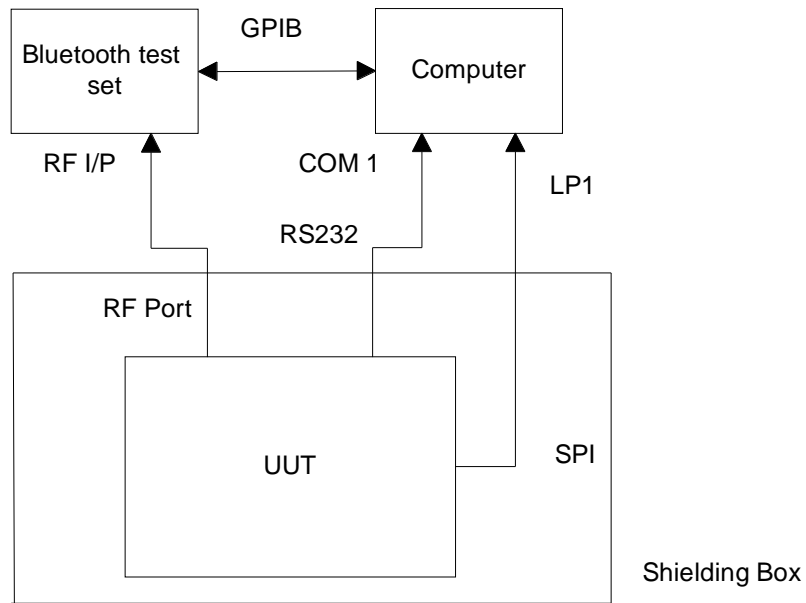 GPIB
Bluetooth test
set
Computer
RF I/P
COM 1
LP1
RS232
RF Port
UUT
SPI
Shielding Box